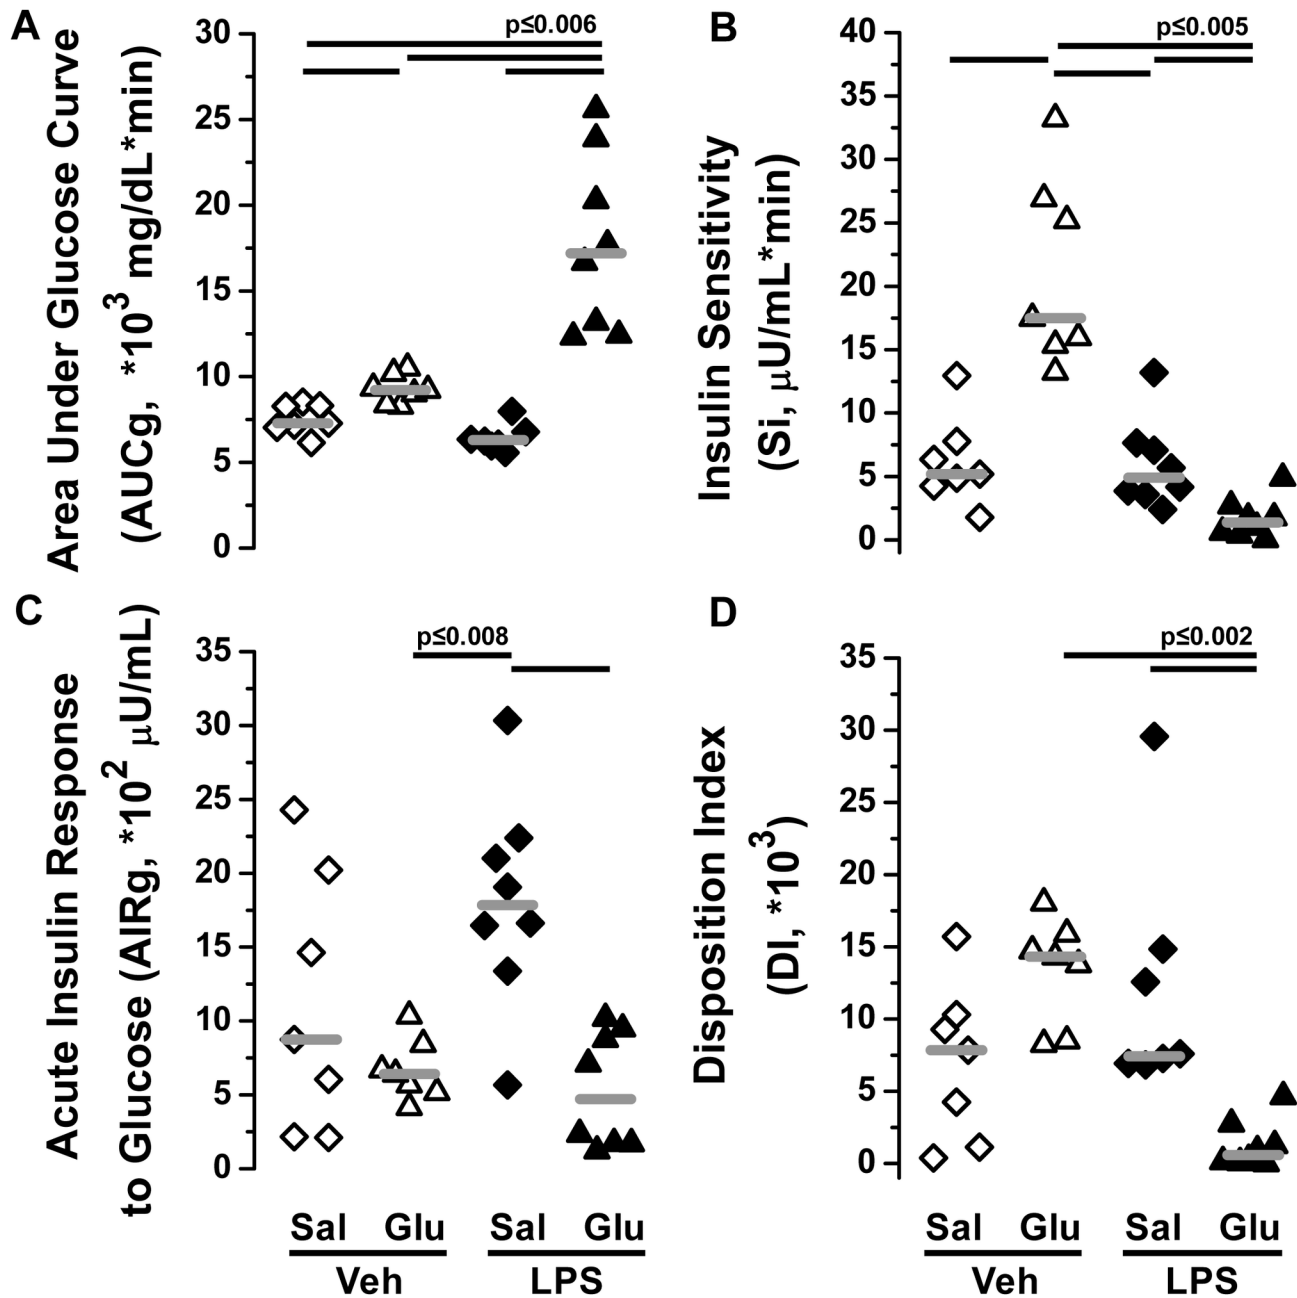 A
Area Under Glucose Curve
(AUCg, *10³ mg/dL*min)
30
25
20
15
10
5
0
p≤0.006
B
Insulin Sensitivity
(Si, μU/mL*min)
40
35
30
25
20
15
10
5
0
p≤0.005
C
Acute Insulin Response
to Glucose (AIRg, *10² μU/mL)
35
30
25
20
15
10
5
0
p≤0.008
Sal Glu Sal Glu
Veh LPS
D
Disposition Index
(DI, *10³)
35
30
25
20
15
10
5
0
p≤0.002
Sal Glu Sal Glu
Veh LPS